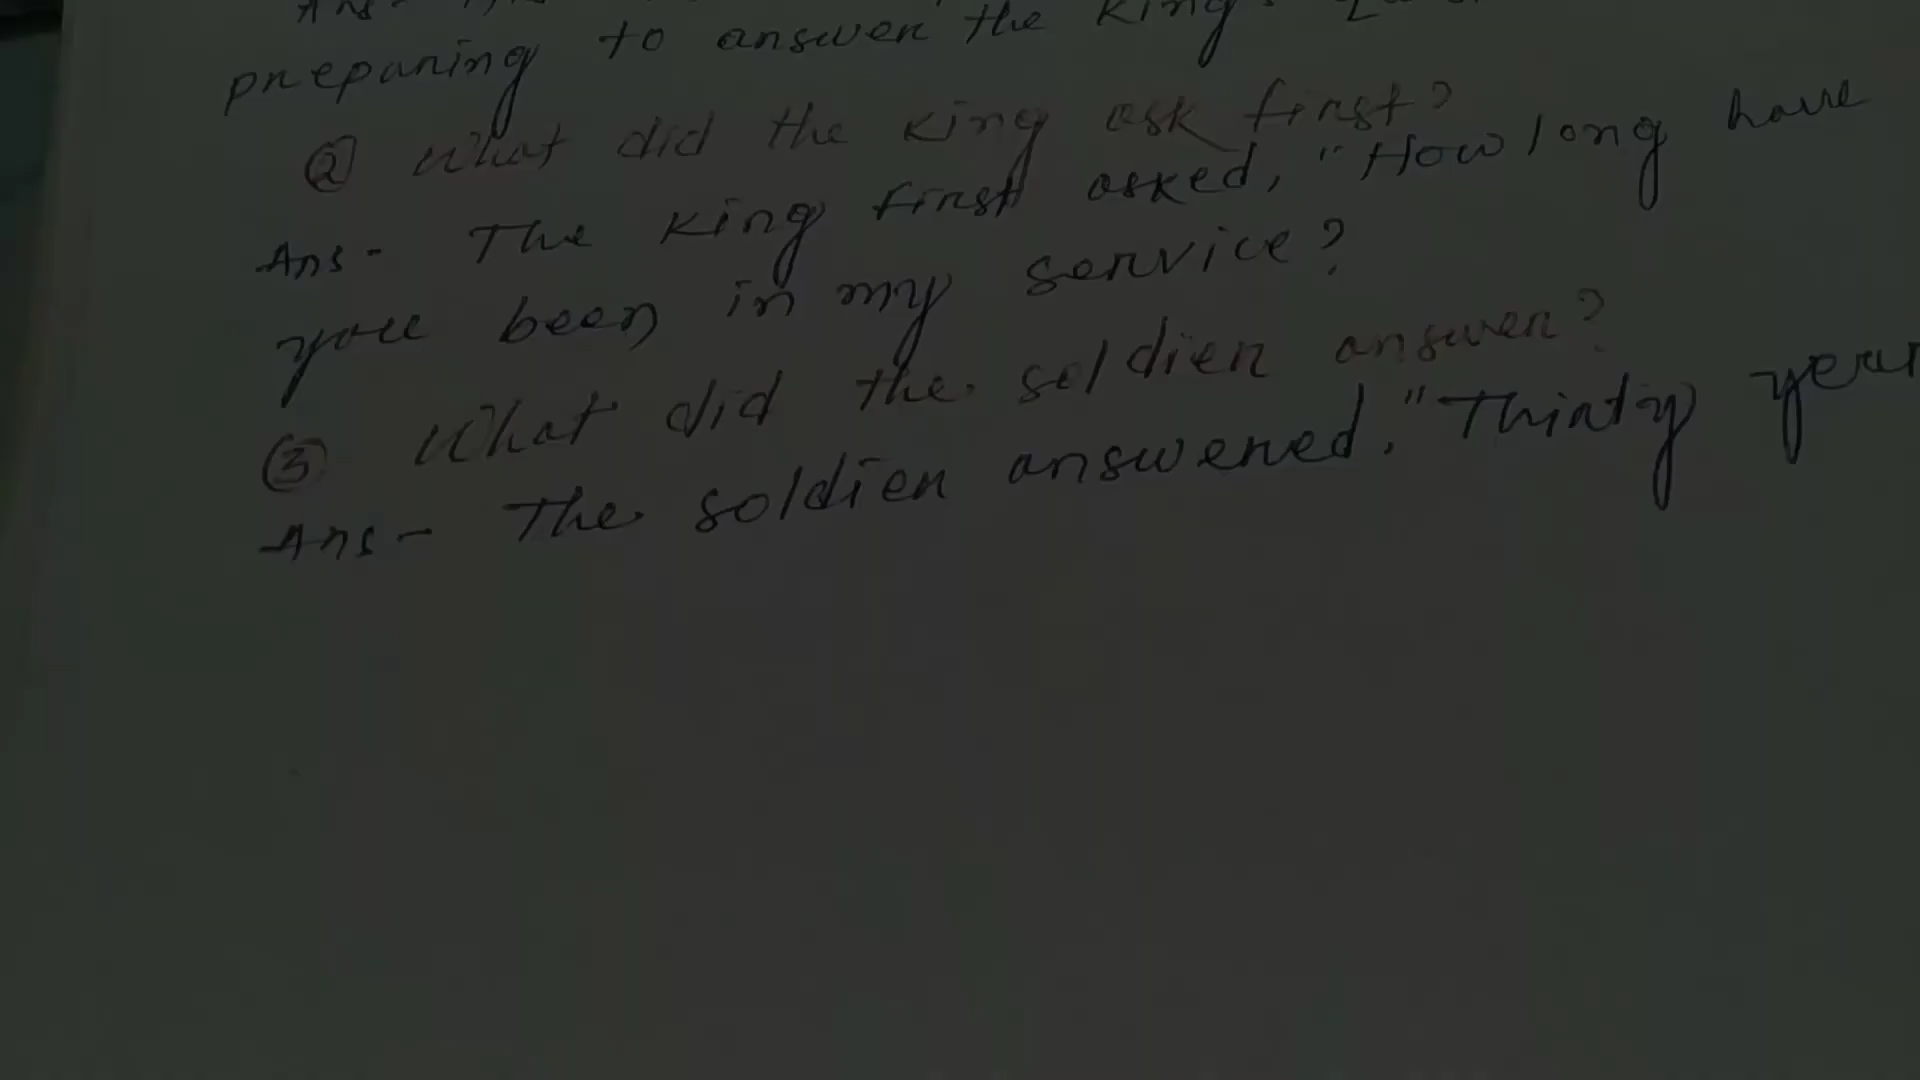 Ans-
preparing to answer the King
② What did the King ask first?
Ans- The King first asked, "How long have
you been in my service?
③ What did the soldier answer?
Ans- The soldier answered, "Thirty year